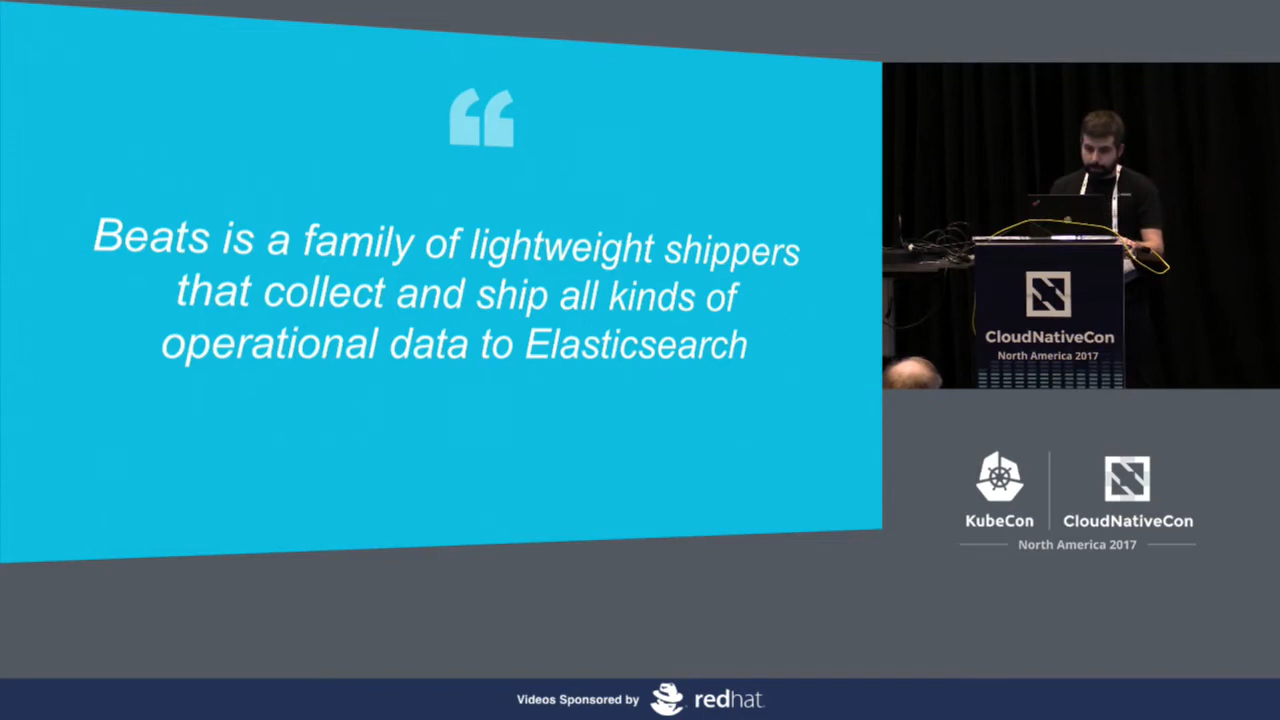 “
Beats is a family of lightweight shippers
that collect and ship all kinds of
operational data to Elasticsearch
CloudNativeCon
North America 2017
KubeCon
CloudNativeCon
North America 2017
Videos Sponsored by
redhat.